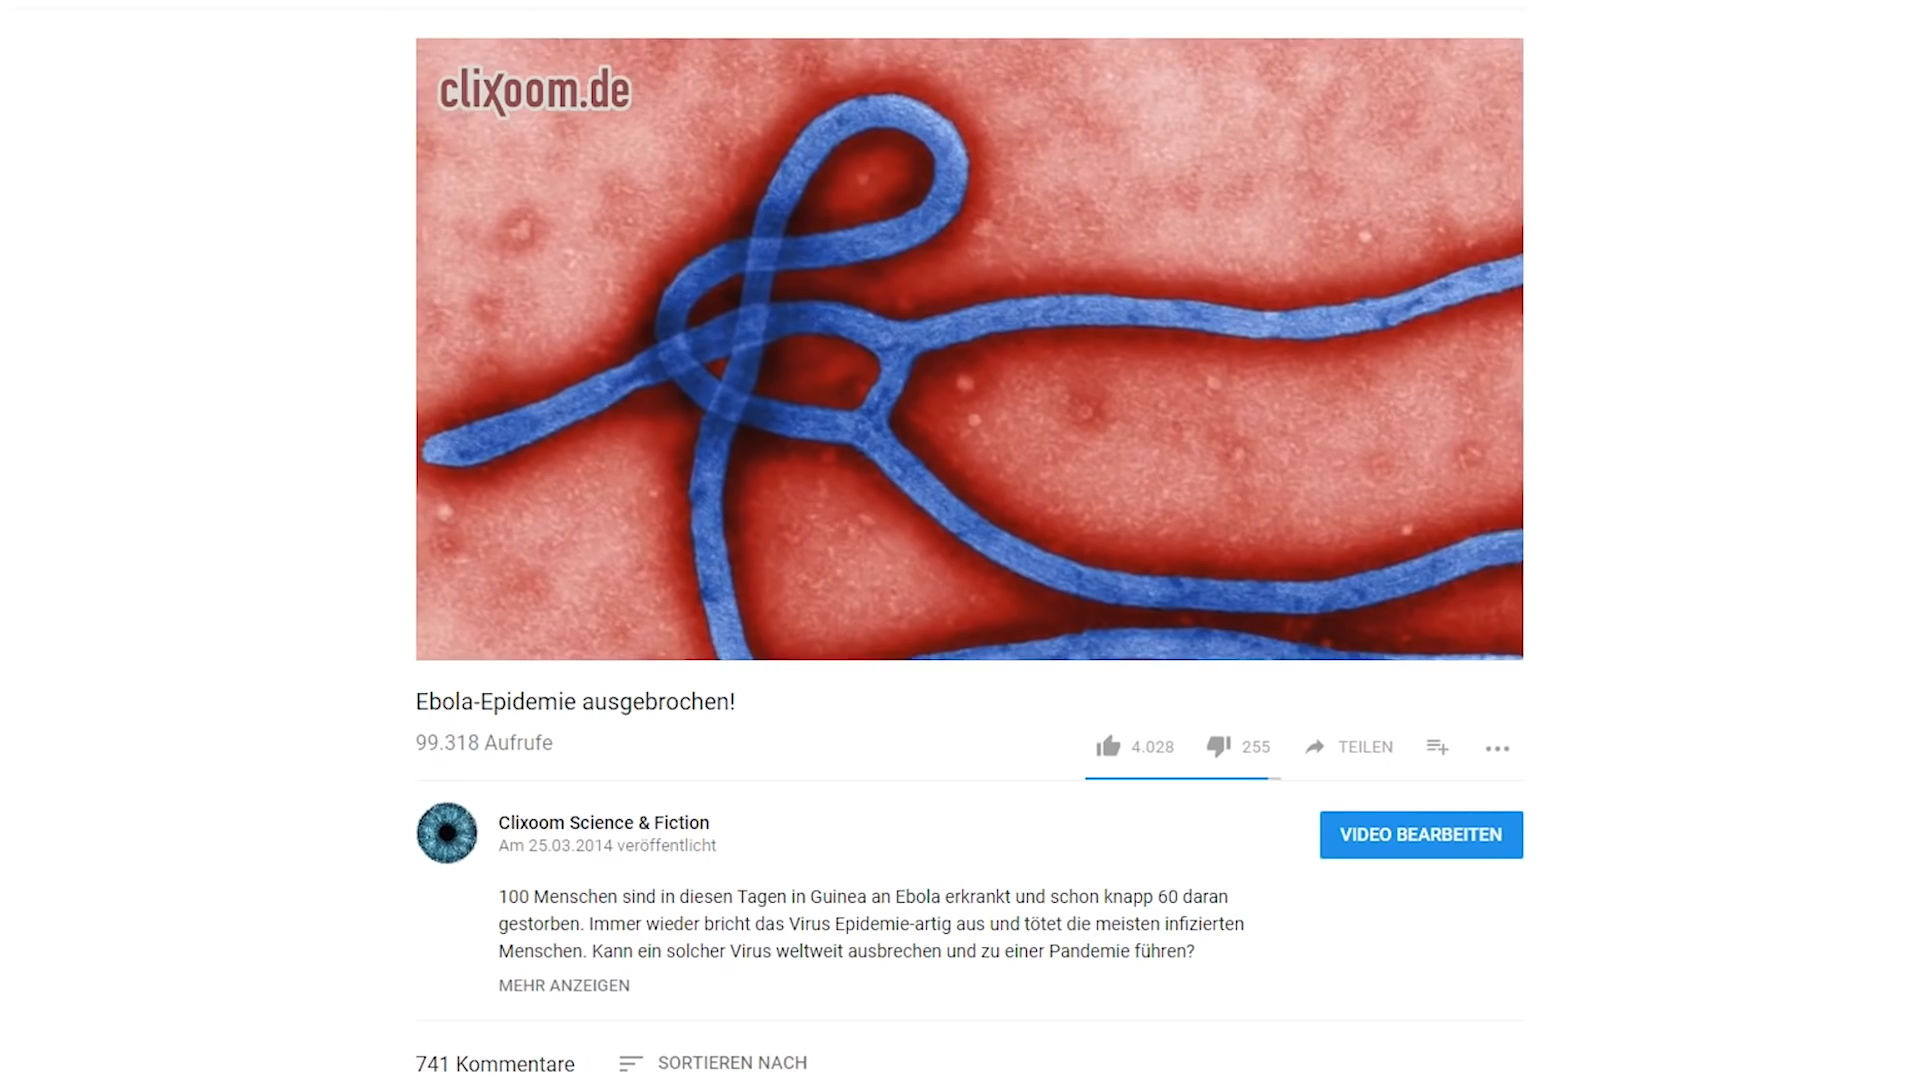 clixoom.de
Ebola-Epidemie ausgebrochen!
99.318 Aufrufe
4.028
255
TEILEN
Clixoom Science & Fiction
Am 25.03.2014 veröffentlicht
VIDEO BEARBEITEN
100 Menschen sind in diesen Tagen in Guinea an Ebola erkrankt und schon knapp 60 daran
gestorben. Immer wieder bricht das Virus Epidemie-artig aus und tötet die meisten infizierten
Menschen. Kann ein solcher Virus weltweit ausbrechen und zu einer Pandemie führen?
MEHR ANZEIGEN
741 Kommentare
SORTIEREN NACH